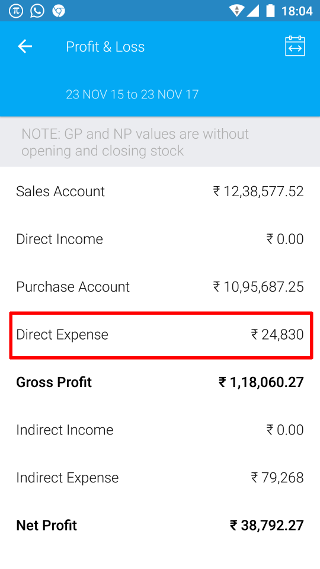 18:04
Profit & Loss
23 NOV 15 to 23 NOV 17
NOTE: GP and NP values are without
opening and closing stock
Sales Account ₹ 12,38,577.52
Direct Income ₹ 0.00
Purchase Account ₹ 10,95,687.25
Direct Expense ₹ 24,830
Gross Profit ₹ 1,18,060.27
Indirect Income ₹ 0.00
Indirect Expense ₹ 79,268
Net Profit ₹ 38,792.27